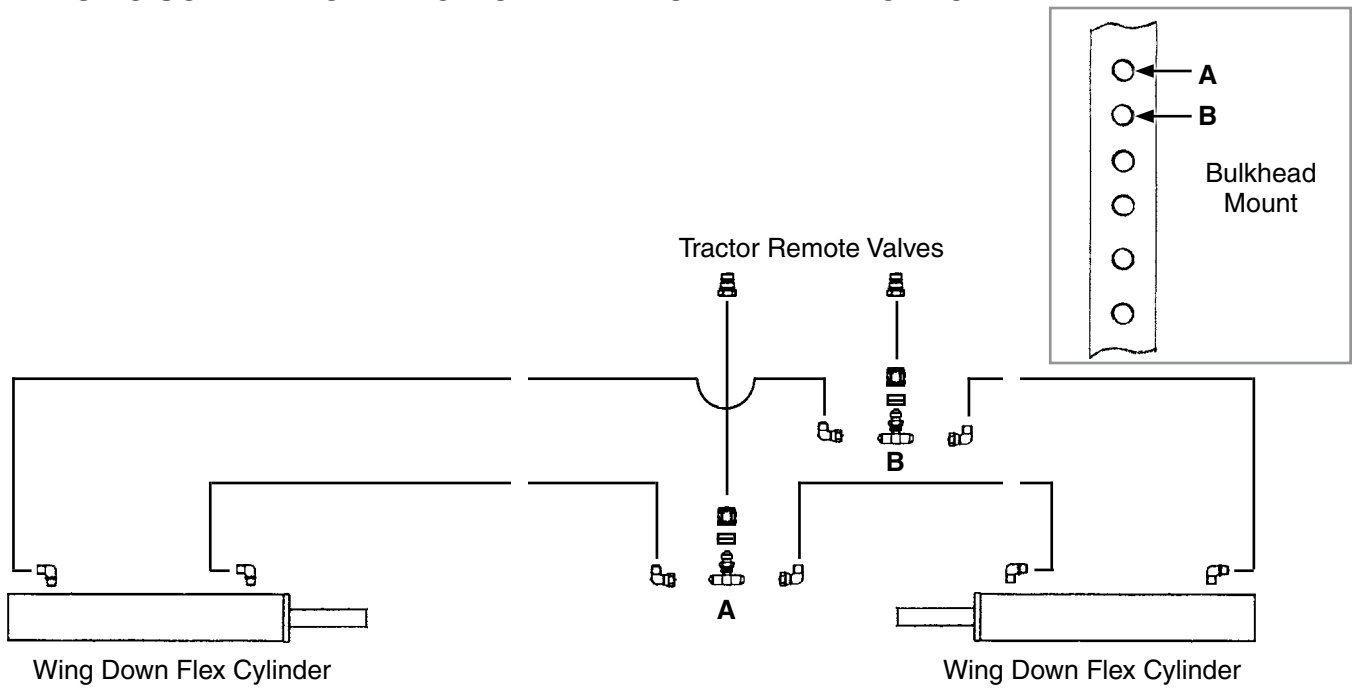 A
B
Bulkhead
Mount
Tractor Remote Valves
B
A
Wing Down Flex Cylinder
Wing Down Flex Cylinder